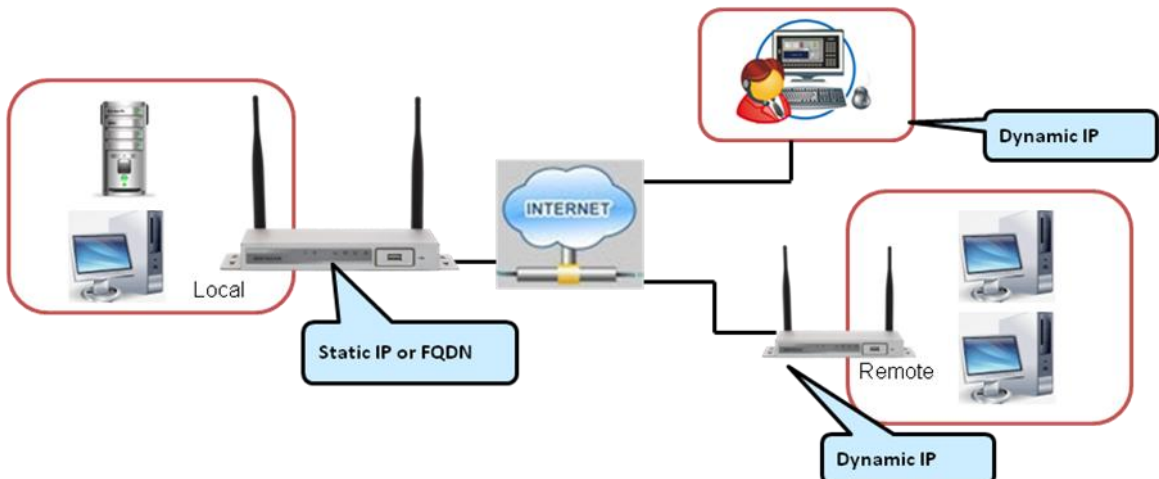 Dynamic IP
INTERNET
Local
Static IP or FQDN
Remote
Dynamic IP